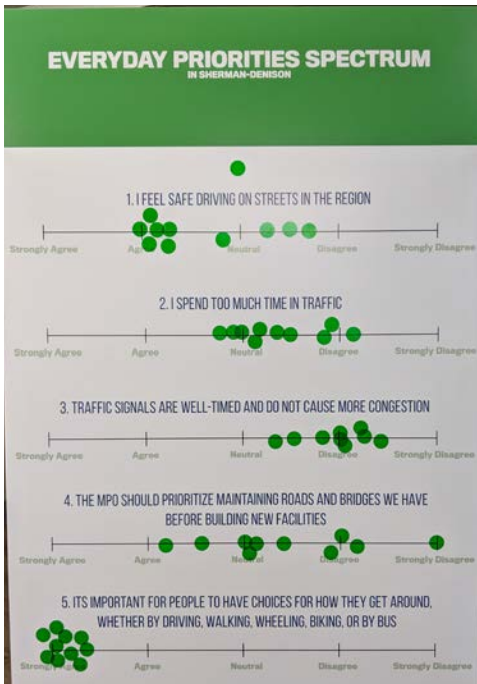 EVERYDAY PRIORITIES SPECTRUM
IN SHERMAN-DENISON
1. I FEEL SAFE DRIVING ON STREETS IN THE REGION
Strongly Agree Agree Neutral Disagree Strongly Disagree
2. I SPEND TOO MUCH TIME IN TRAFFIC
Strongly Agree Agree Neutral Disagree Strongly Disagree
3. TRAFFIC SIGNALS ARE WELL-TIMED AND DO NOT CAUSE MORE CONGESTION
Strongly Agree Agree Neutral Disagree Strongly Disagree
4. THE MPO SHOULD PRIORITIZE MAINTAINING ROADS AND BRIDGES WE HAVE
BEFORE BUILDING NEW FACILITIES
Strongly Agree Agree Neutral Disagree Strongly Disagree
5. ITS IMPORTANT FOR PEOPLE TO HAVE CHOICES FOR HOW THEY GET AROUND,
WHETHER BY DRIVING, WALKING, WHEELING, BIKING, OR BY BUS
Strongly Agree Agree Neutral Disagree Strongly Disagree